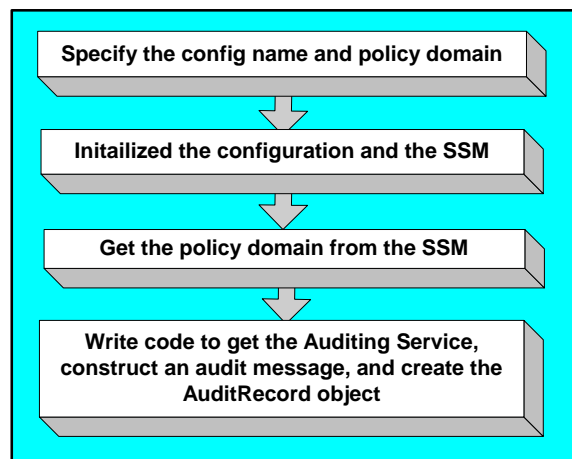 Specify the config name and policy domain
Initailized the configuration and the SSM
Get the policy domain from the SSM
Write code to get the Auditing Service,
construct an audit message, and create the
AuditRecord object